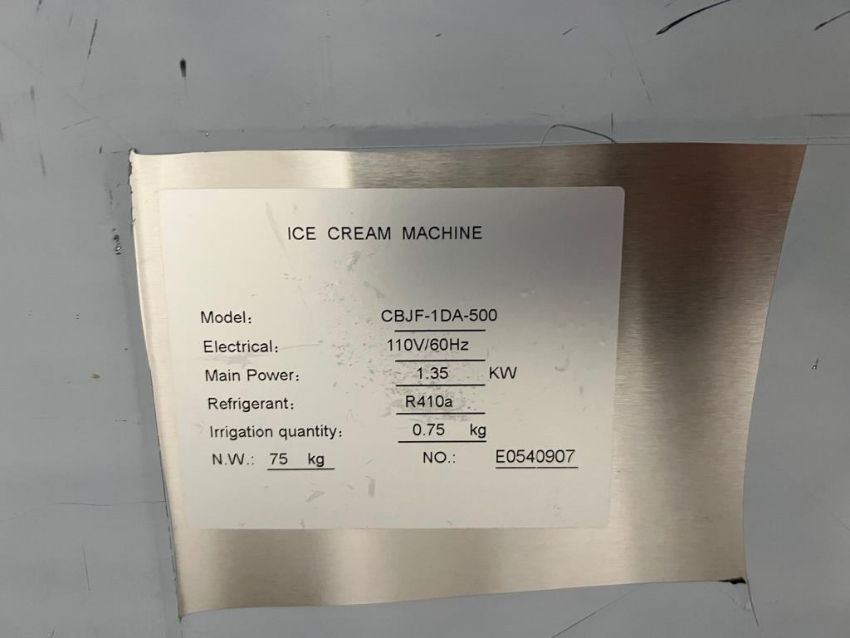 ICE CREAM MACHINE
Model: CBJF-1DA-500
Electrical: 110V/60Hz
Main Power: 1.35 KW
Refrigerant: R410a
Irrigation quantity: 0.75 kg
N.W.: 75 kg NO.: E0540907